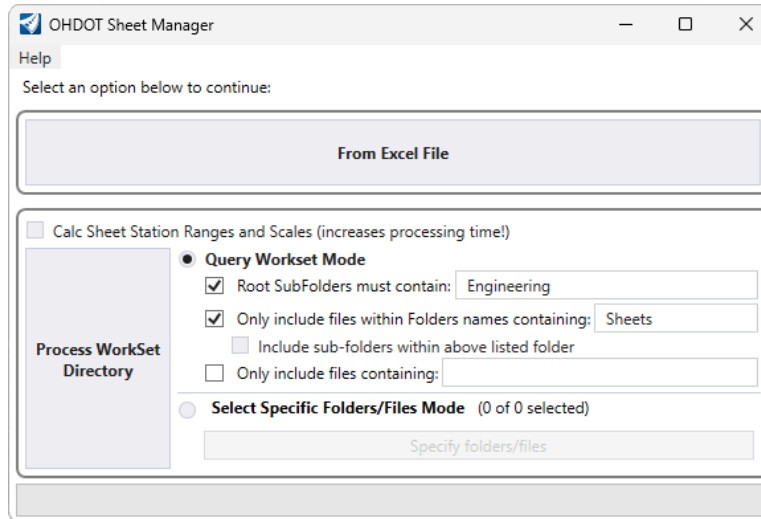 OHDOT Sheet Manager
Help
Select an option below to continue:
From Excel File
Calc Sheet Station Ranges and Scales (increases processing time!)
Process WorkSet
Directory
Query Workset Mode
Root SubFolders must contain: Engineering
Only include files within Folders names containing: Sheets
Include sub-folders within above listed folder
Only include files containing:
Select Specific Folders/Files Mode (0 of 0 selected)
Specify folders/files